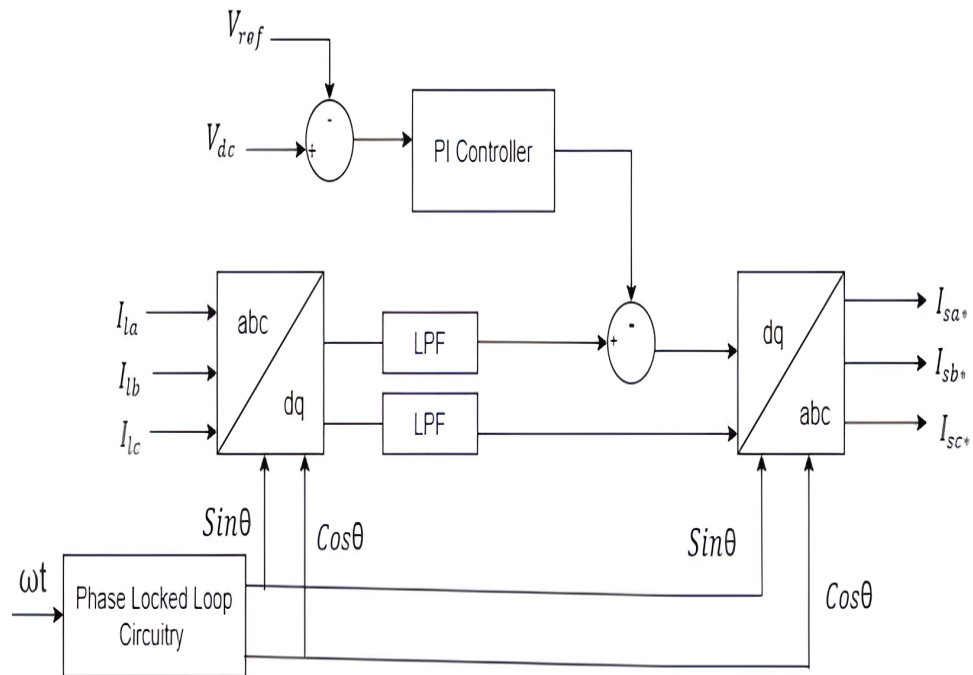 V_ref
-
V_dc
+
PI Controller
I_la
I_lb
I_lc
abc
dq
LPF
LPF
+
-
dq
abc
I_sa*
I_sb*
I_sc*
Sinθ
Cosθ
Sinθ
Cosθ
ωt
Phase Locked Loop
Circuitry